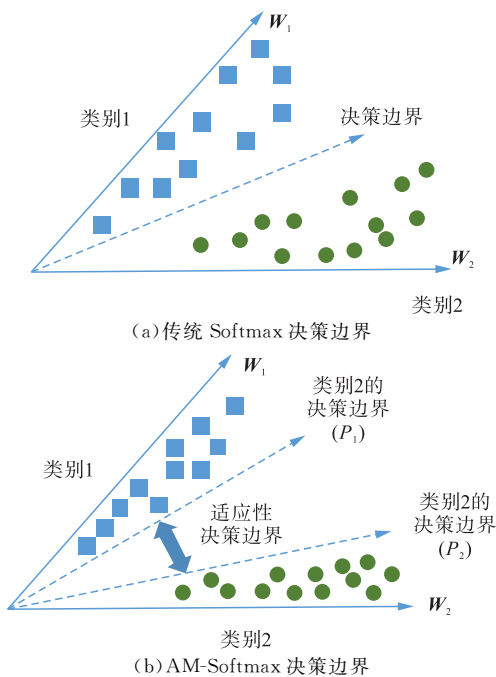 W₁
类别1
决策边界
W₂
类别2
(a)传统 Softmax 决策边界
W₁
类别2的
决策边界
(P₁)
类别1
适应性
决策边界
类别2的
决策边界
(P₂)
W₂
类别2
(b)AM-Softmax 决策边界